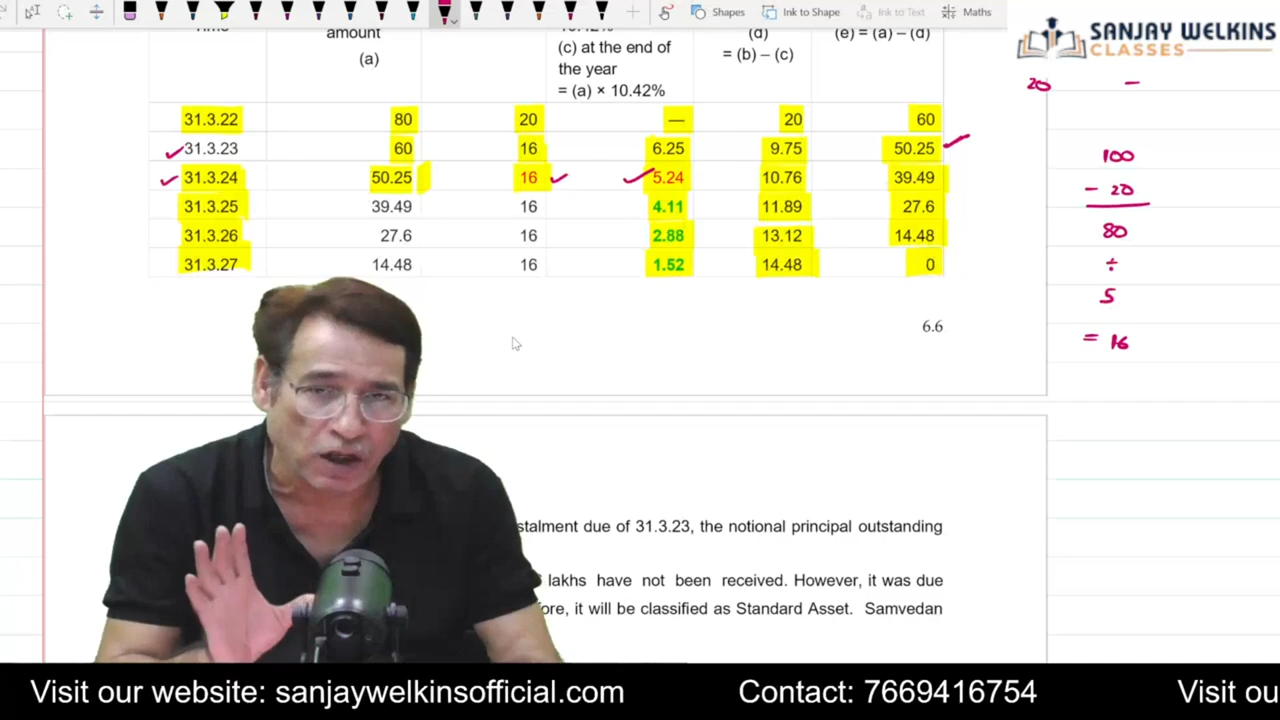 Shapes
Ink to Shape
Ink to Text
Maths
SANJAY WELKINS
CLASSES
amount
(a)
(c) at the end of
the year
= (a) × 10.42%
(d)
= (b) – (c)
(e) = (a) – (d)
31.3.22 80 20 — 20 60
31.3.23 60 16 6.25 9.75 50.25
31.3.24 50.25 16 5.24 10.76 39.49
31.3.25 39.49 16 4.11 11.89 27.6
31.3.26 27.6 16 2.88 13.12 14.48
31.3.27 14.48 16 1.52 14.48 0
6.6
20 –
100
– 20
80
÷
5
= 16
stalment due of 31.3.23, the notional principal outstanding
lakhs have not been received. However, it was due
fore, it will be classified as Standard Asset. Samvedan
Visit our website: sanjaywelkinsofficial.com Contact: 7669416754 Visit ou